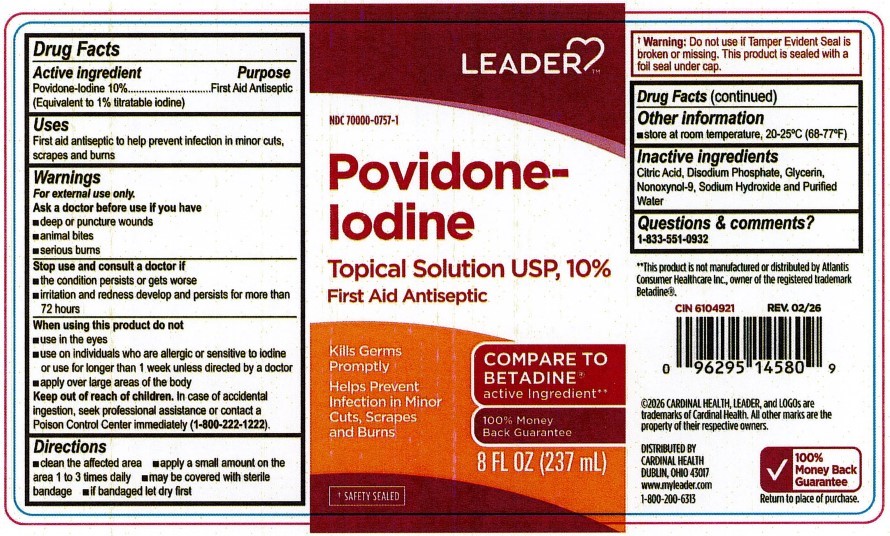 Drug Facts
Active ingredient Purpose
Povidone-Iodine 10%.............................First Aid Antiseptic
(Equivalent to 1% titratable iodine)
Uses
First aid antiseptic to help prevent infection in minor cuts,
scrapes and burns
Warnings
For external use only.
Ask a doctor before use if you have
■ deep or puncture wounds
■ animal bites
■ serious burns
Stop use and consult a doctor if
■ the condition persists or gets worse
■ irritation and redness develop and persists for more than
72 hours
When using this product do not
■ use in the eyes
■ use on individuals who are allergic or sensitive to iodine
or use for longer than 1 week unless directed by a doctor
■ apply over large areas of the body
Keep out of reach of children. In case of accidental
ingestion, seek professional assistance or contact a
Poison Control Center immediately (1-800-222-1222).
Directions
■ clean the affected area ■ apply a small amount on the
area 1 to 3 times daily ■ may be covered with sterile
bandage ■ if bandaged let dry first
LEADER™
NDC 70000-0757-1
Povidone-
Iodine
Topical Solution USP, 10%
First Aid Antiseptic
Kills Germs
Promptly
Helps Prevent
Infection in Minor
Cuts, Scrapes
and Burns
COMPARE TO
BETADINE®
active Ingredient**
100% Money
Back Guarantee
8 FL OZ (237 mL)
† SAFETY SEALED
† Warning: Do not use if Tamper Evident Seal is
broken or missing. This product is sealed with a
foil seal under cap.
Drug Facts (continued)
Other information
■ store at room temperature, 20-25ºC (68-77ºF)
Inactive ingredients
Citric Acid, Disodium Phosphate, Glycerin,
Nonoxynol-9, Sodium Hydroxide and Purified
Water
Questions & comments?
1-833-551-0932
**This product is not manufactured or distributed by Atlantis
Consumer Healthcare Inc., owner of the registered trademark
Betadine®.
CIN 6104921 REV. 02/26
0 96295 14580 9
©2026 CARDINAL HEALTH, LEADER, and LOGOs are
trademarks of Cardinal Health. All other marks are the
property of their respective owners.
DISTRIBUTED BY
CARDINAL HEALTH
DUBLIN, OHIO 43017
www.myleader.com
1-800-200-6313
100%
Money Back
Guarantee
Return to place of purchase.